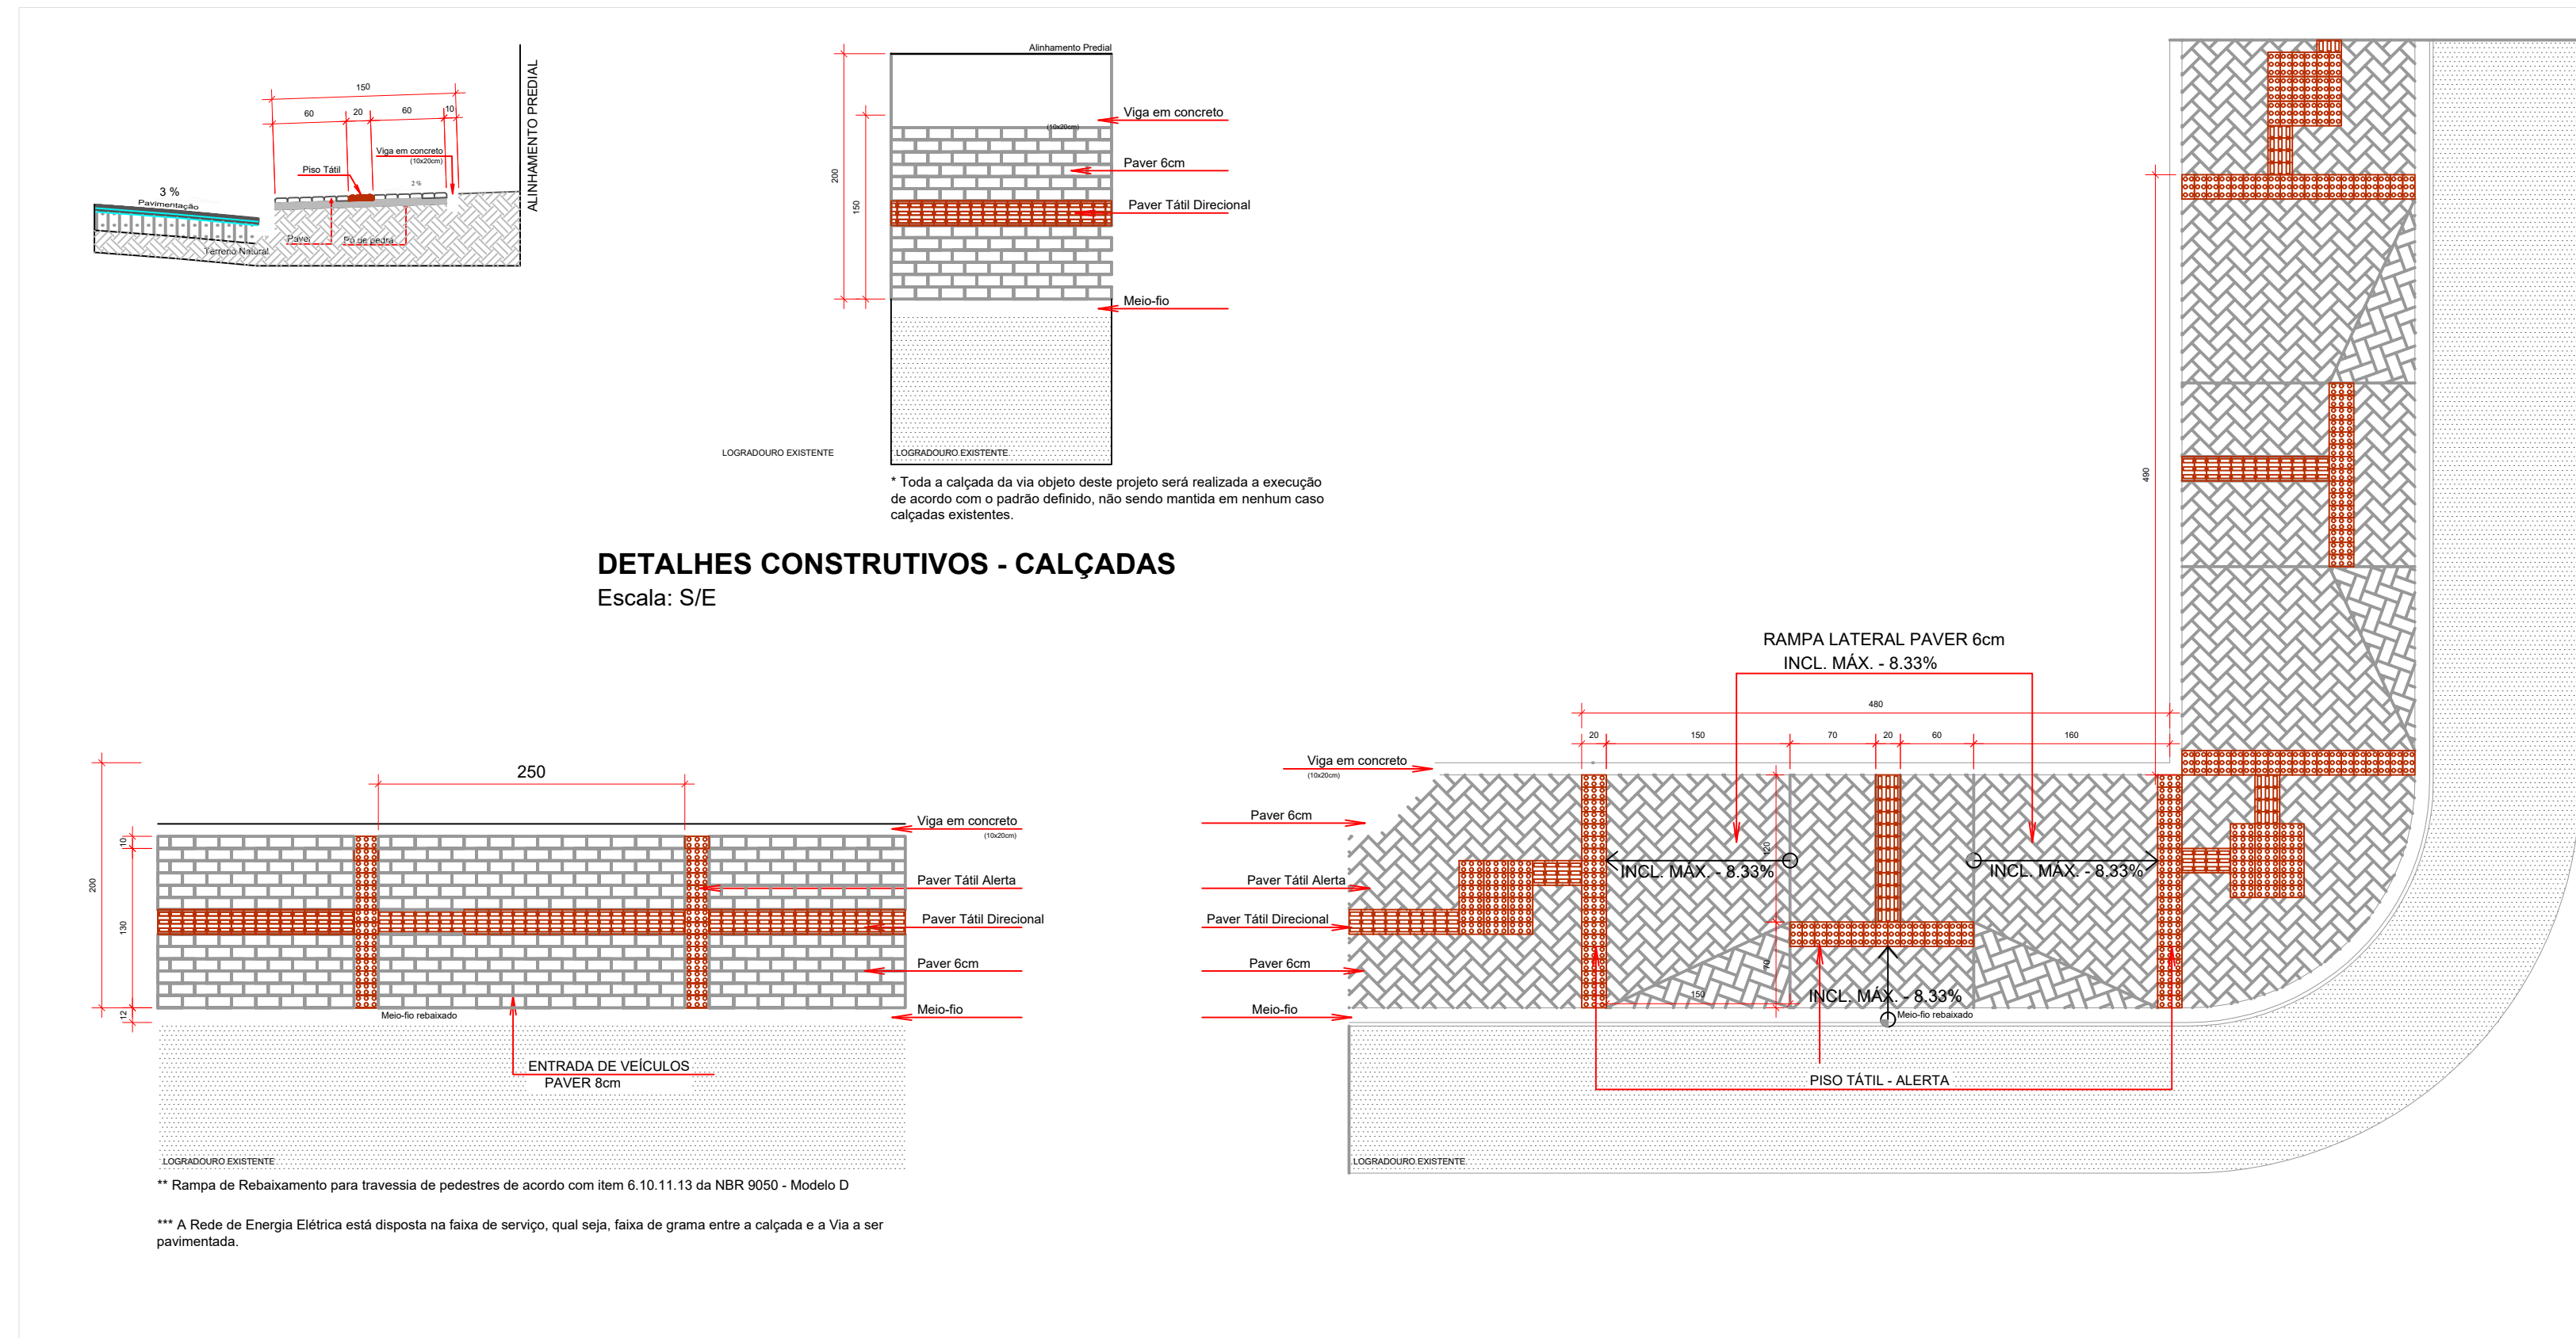 150
60
20
60
10
Viga em concreto
(10x20cm)
Piso Tátil
2 %
3 %
Pavimentação
Paver
Pó de pedra
Terreno Natural
ALINHAMENTO PREDIAL
Alinhamento Predial
Viga em concreto
(10x20cm)
Paver 6cm
200
150
Paver Tátil Direcional
Meio-fio
LOGRADOURO EXISTENTE
LOGRADOURO EXISTENTE
* Toda a calçada da via objeto deste projeto será realizada a execução
de acordo com o padrão definido, não sendo mantida em nenhum caso
calçadas existentes.
DETALHES CONSTRUTIVOS - CALÇADAS
Escala: S/E
250
Viga em concreto
(10x20cm)
10
200
130
12
Paver Tátil Alerta
Paver Tátil Direcional
Paver 6cm
Meio-fio
Meio-fio rebaixado
ENTRADA DE VEÍCULOS
PAVER 8cm
LOGRADOURO EXISTENTE
** Rampa de Rebaixamento para travessia de pedestres de acordo com item 6.10.11.13 da NBR 9050 - Modelo D
*** A Rede de Energia Elétrica está disposta na faixa de serviço, qual seja, faixa de grama entre a calçada e a Via a ser
pavimentada.
490
RAMPA LATERAL PAVER 6cm
INCL. MÁX. - 8.33%
480
20
150
70
20
60
160
Viga em concreto
(10x20cm)
Paver 6cm
Paver Tátil Alerta
Paver Tátil Direcional
Paver 6cm
Meio-fio
120
INCL. MÁX. - 8.33%
INCL. MÁX. - 8.33%
70
150
INCL. MÁX. - 8.33%
Meio-fio rebaixado
PISO TÁTIL - ALERTA
LOGRADOURO EXISTENTE